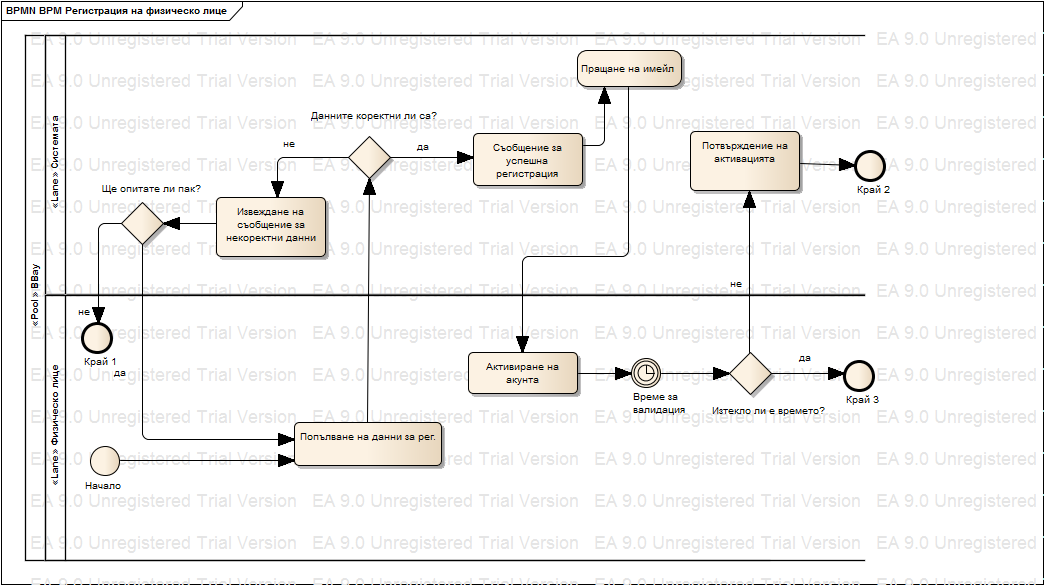 BPMN BPM Регистрация на физическо лице
EA 9.0 Unregistered Trial Version
«Pool» BBay
«Lane» Системата
Пращане на имейл
Данните коректни ли са?
не
да
Съобщение за
успешна
регистрация
Потвърждение на
активацията
Край 2
Ще опитате ли пак?
Извеждане на
съобщение за
некоректни данни
не
«Lane» Физическо лице
не
Край 1
да
Активиране на
акунта
Време за
валидация
Изтекло ли е времето?
да
Край 3
Попълване на данни за рег.
Начало